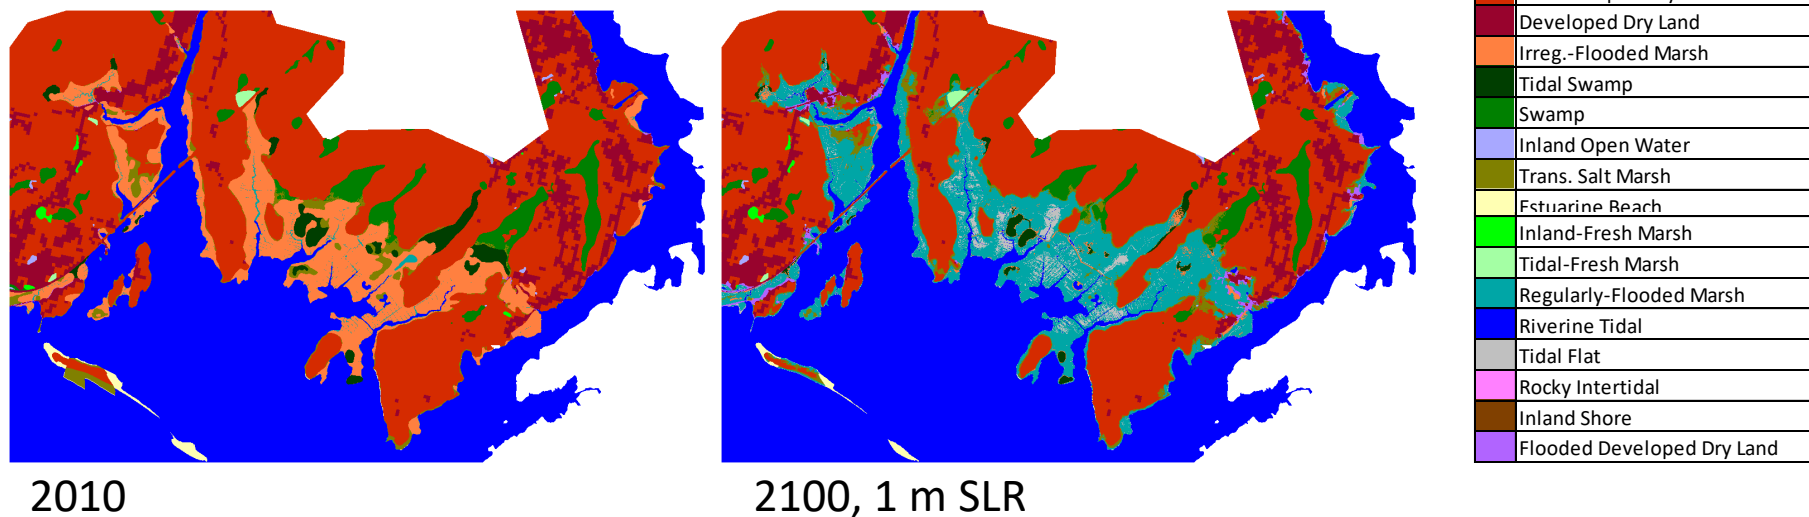 Developed Dry Land
Irreg.-Flooded Marsh
Tidal Swamp
Swamp
Inland Open Water
Trans. Salt Marsh
Estuarine Beach
Inland-Fresh Marsh
Tidal-Fresh Marsh
Regularly-Flooded Marsh
Riverine Tidal
Tidal Flat
Rocky Intertidal
Inland Shore
Flooded Developed Dry Land
2010
2100, 1 m SLR